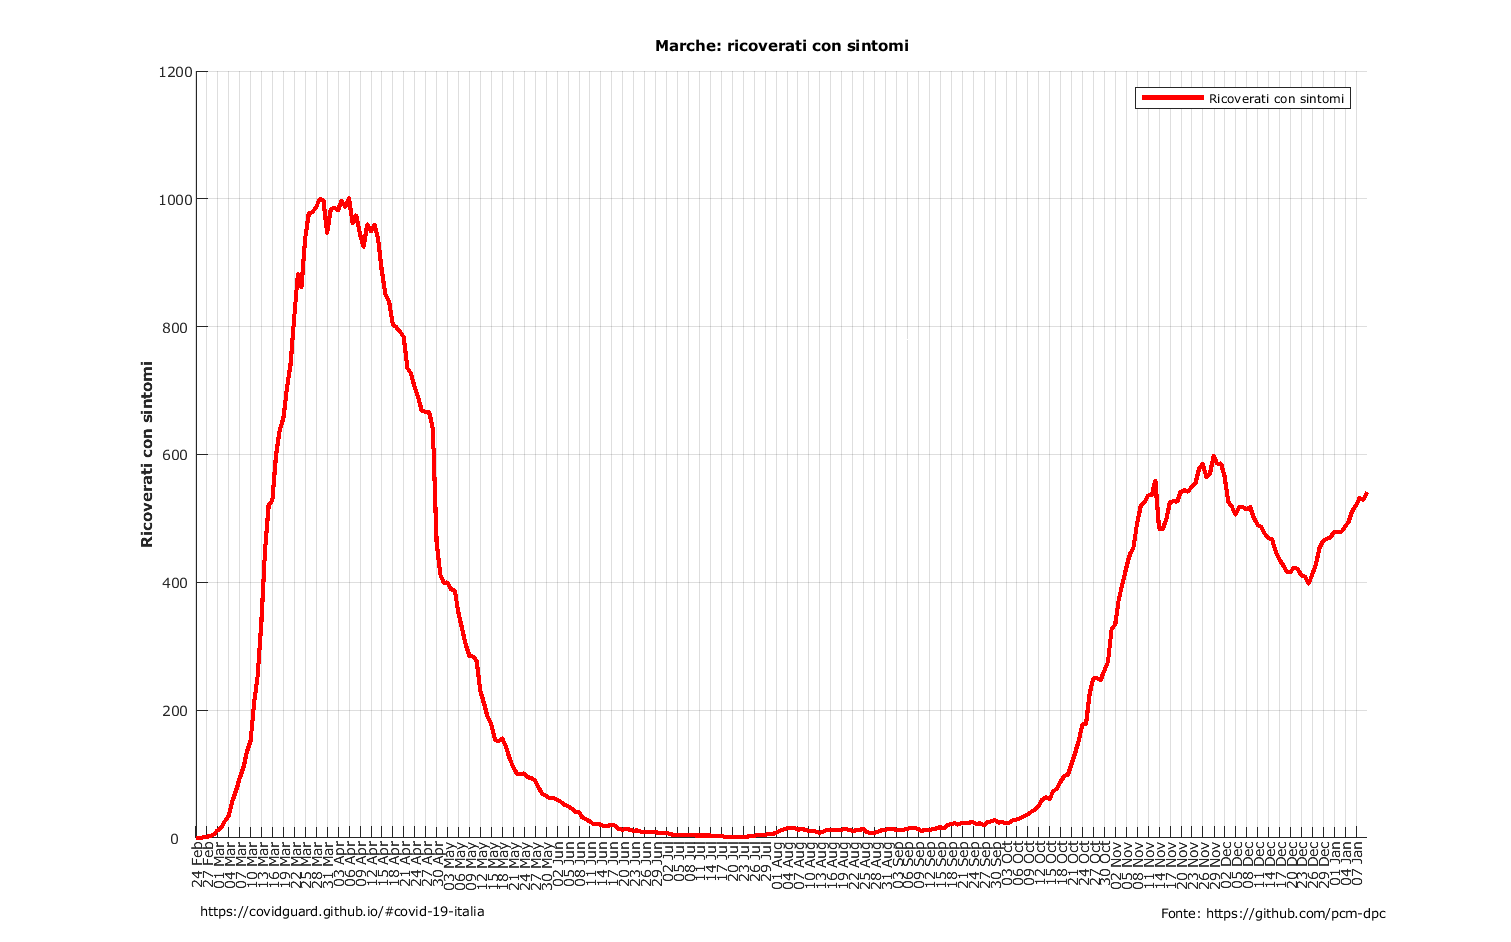 Marche: ricoverati con sintomi
1200
1000
800
600
400
200
0
Ricoverati con sintomi
Ricoverati con sintomi
24 Feb
27 Feb
01 Mar
04 Mar
07 Mar
10 Mar
13 Mar
16 Mar
19 Mar
22 Mar
25 Mar
28 Mar
31 Mar
03 Apr
06 Apr
09 Apr
12 Apr
15 Apr
18 Apr
21 Apr
24 Apr
27 Apr
30 Apr
03 May
06 May
09 May
12 May
15 May
18 May
21 May
24 May
27 May
30 May
02 Jun
05 Jun
08 Jun
11 Jun
14 Jun
17 Jun
20 Jun
23 Jun
26 Jun
29 Jun
02 Jul
05 Jul
08 Jul
11 Jul
14 Jul
17 Jul
20 Jul
23 Jul
26 Jul
29 Jul
01 Aug
04 Aug
07 Aug
10 Aug
13 Aug
16 Aug
19 Aug
22 Aug
25 Aug
28 Aug
31 Aug
03 Sep
06 Sep
09 Sep
12 Sep
15 Sep
18 Sep
21 Sep
24 Sep
27 Sep
30 Sep
03 Oct
06 Oct
09 Oct
12 Oct
15 Oct
18 Oct
21 Oct
24 Oct
27 Oct
30 Oct
02 Nov
05 Nov
08 Nov
11 Nov
14 Nov
17 Nov
20 Nov
23 Nov
26 Nov
29 Nov
02 Dec
05 Dec
08 Dec
11 Dec
14 Dec
17 Dec
20 Dec
23 Dec
26 Dec
29 Dec
01 Jan
04 Jan
07 Jan
https://covidguard.github.io/#covid-19-italia
Fonte: https://github.com/pcm-dpc